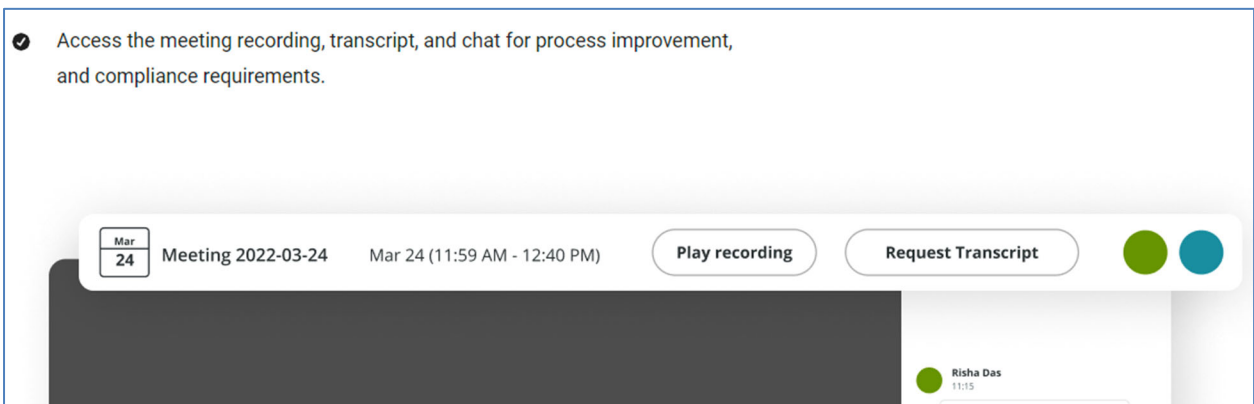 Access the meeting recording, transcript, and chat for process improvement,
and compliance requirements.
Mar
24
Meeting 2022-03-24
Mar 24 (11:59 AM - 12:40 PM)
Play recording
Request Transcript
Risha Das
11:15